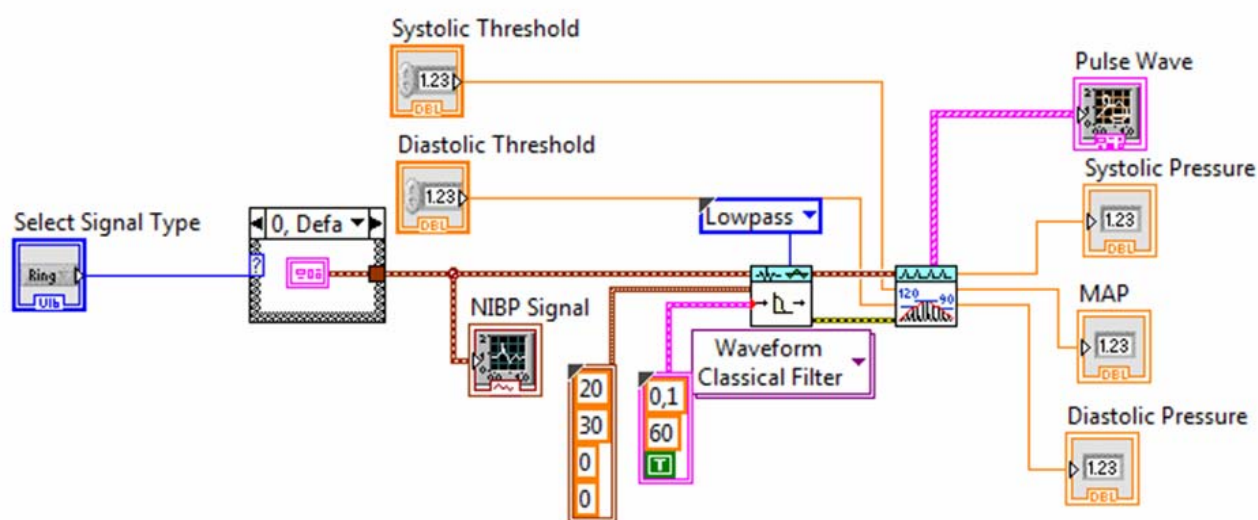 Systolic Threshold
1.23
DBL
Diastolic Threshold
1.23
DBL
Select Signal Type
Ring
U16
0, Defa
?
NIBP Signal
20
30
0
0
0,1
60
T
Lowpass
Waveform
Classical Filter
120 90
Pulse Wave
Systolic Pressure
1.23
DBL
MAP
1.23
DBL
Diastolic Pressure
1.23
DBL